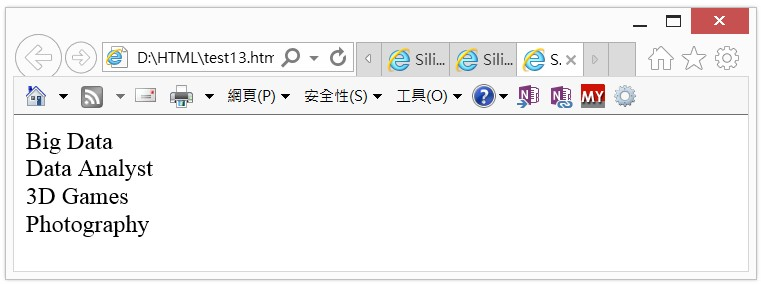 D:\HTML\test13.htm
Sili...
Sili...
S.
網頁(P)
安全性(S)
工具(O)
MY
Big Data
Data Analyst
3D Games
Photography